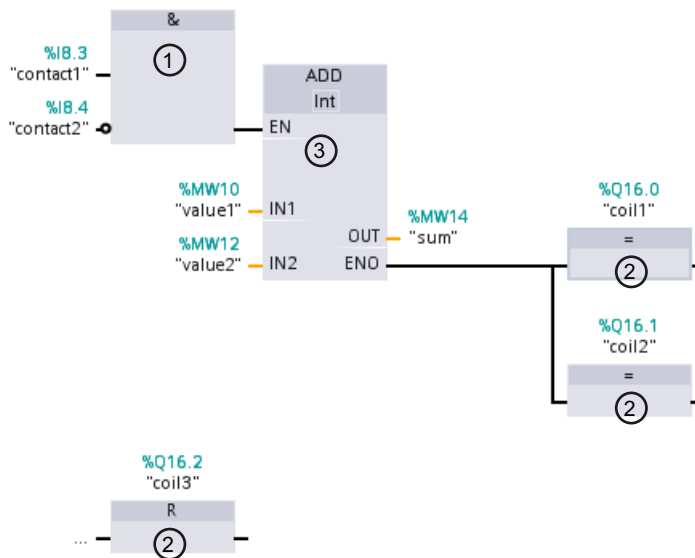 &
1
%I8.3
"contact1"
%I8.4
"contact2"
ADD
Int
EN
3
%MW10
"value1"
IN1
%MW12
"value2"
IN2
OUT
%MW14
"sum"
ENO
%Q16.0
"coil1"
=
2
%Q16.1
"coil2"
=
2
%Q16.2
"coil3"
R
...
2